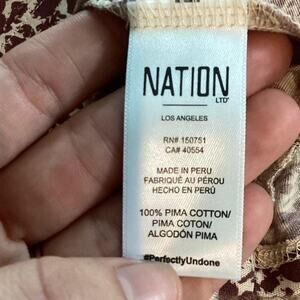 NATION
LTD
LOS ANGELES
RN# 150751
CA# 40554
MADE IN PERU
FABRIQUÉ AU PÉROU
HECHO EN PERÚ
100% PIMA COTTON/
PIMA COTON/
ALGODÓN PIMA
#PerfectlyUndone